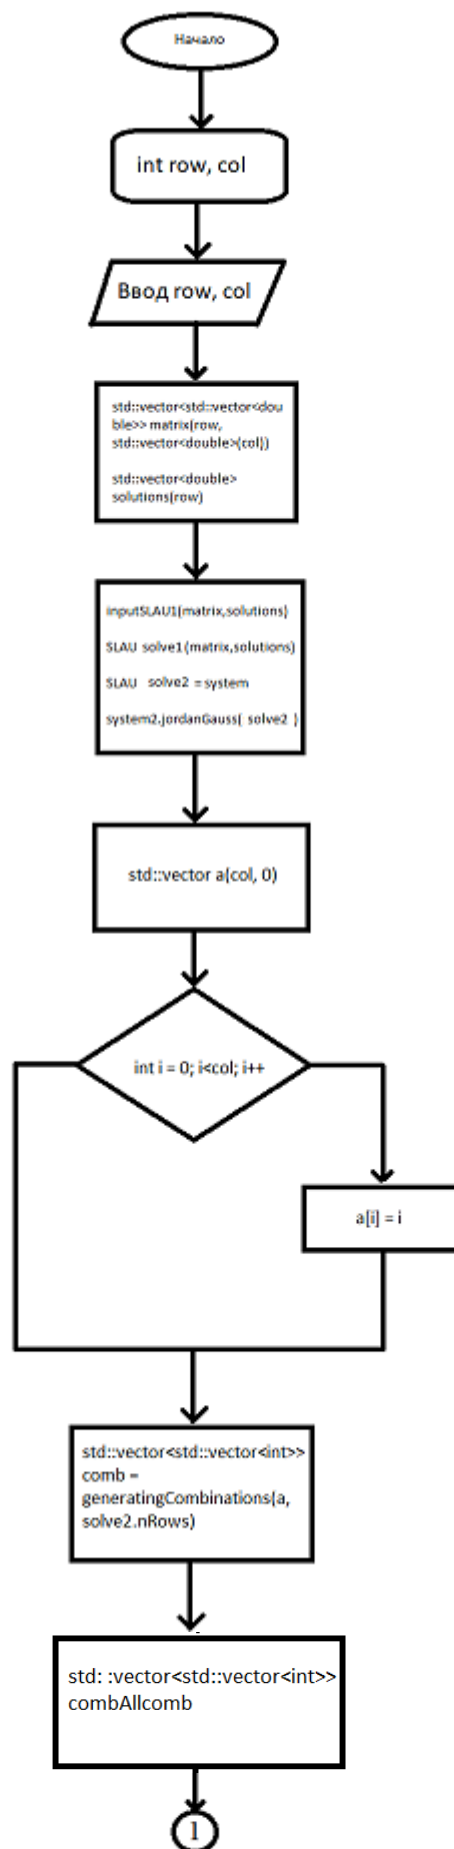 Начало
int row, col
Ввод row, col
std::vector<std::vector<dou
ble>> matrix(row,
std::vector<double>(col))
std::vector<double>
solutions(row)
inputSLAU1(matrix,solutions)
SLAU solve1(matrix,solutions)
SLAU solve2 = system
system2.jordanGauss( solve2 )
std::vector a(col, 0)
int i = 0; i<col; i++
a[i] = i
std::vector<std::vector<int>>
comb =
generatingCombinations(a,
solve2.nRows)
std: :vector<std::vector<int>>
combAllcomb
1